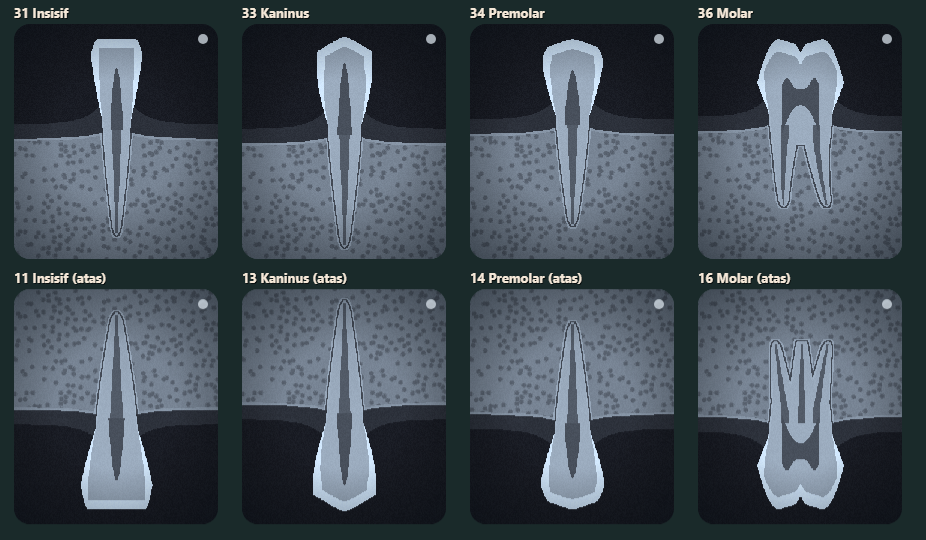 31 Insisif
33 Kaninus
34 Premolar
36 Molar
11 Insisif (atas)
13 Kaninus (atas)
14 Premolar (atas)
16 Molar (atas)